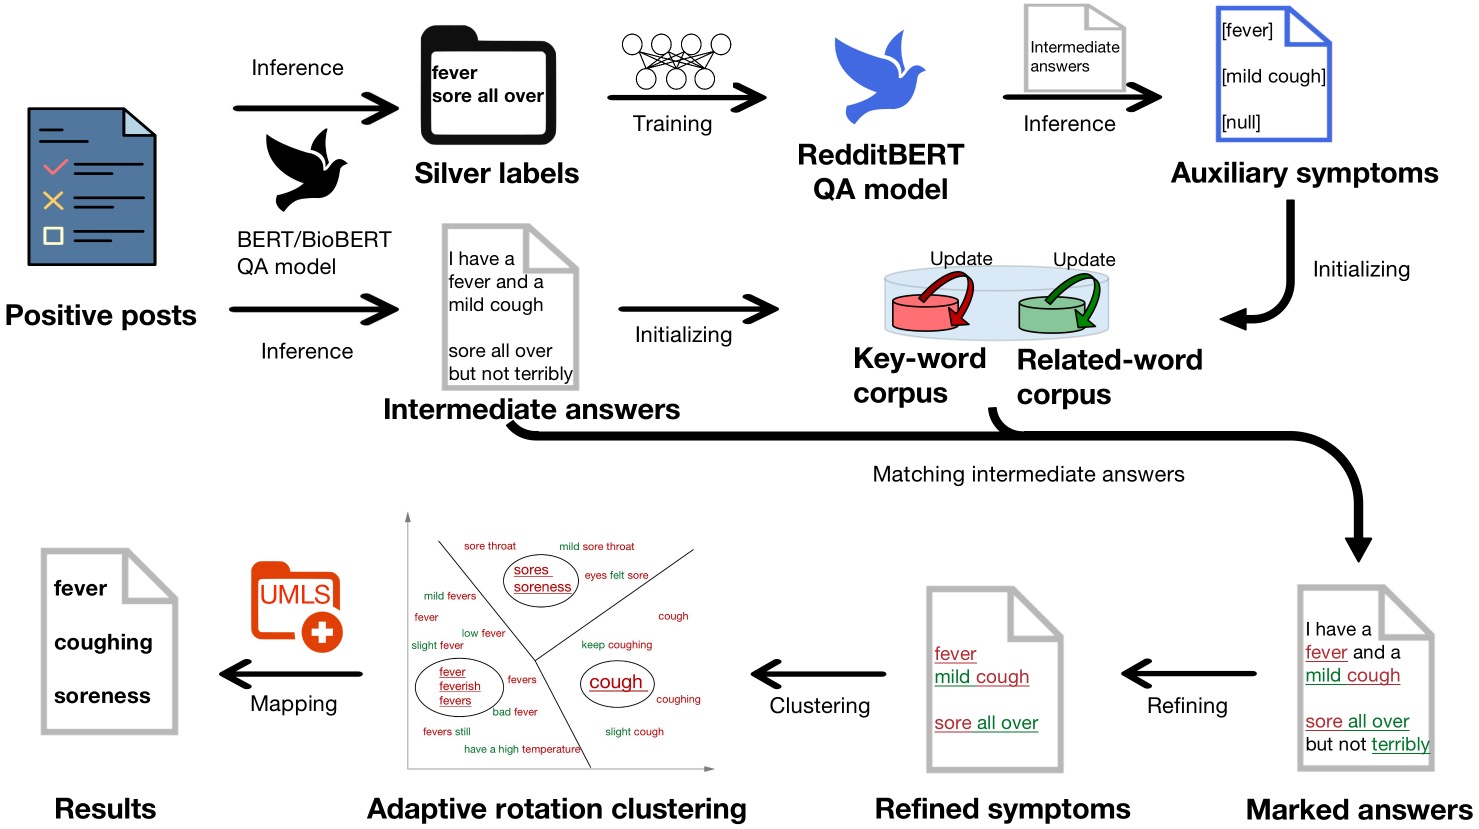 Inference
BERT/BioBERT
QA model
Positive posts
Inference
fever
sore all over
Silver labels
Training
RedditBERT
QA model
Intermediate
answers
Inference
[fever]
[mild cough]
[null]
Auxiliary symptoms
Initializing
I have a
fever and a
mild cough
sore all over
but not terribly
Intermediate answers
Initializing
Update
Update
Key-word
corpus
Related-word
corpus
Matching intermediate answers
I have a
fever and a
mild cough
sore all over
but not terribly
Marked answers
Refining
fever
mild cough
sore all over
Refined symptoms
Clustering
sore throat
mild sore throat
sores
soreness
eyes felt sore
mild fevers
fever
low fever
slight fever
fever
feverish
fevers
fevers
bad fever
fevers still
have a high temperature
cough
keep coughing
cough
coughing
slight cough
Adaptive rotation clustering
UMLS
Mapping
fever
coughing
soreness
Results